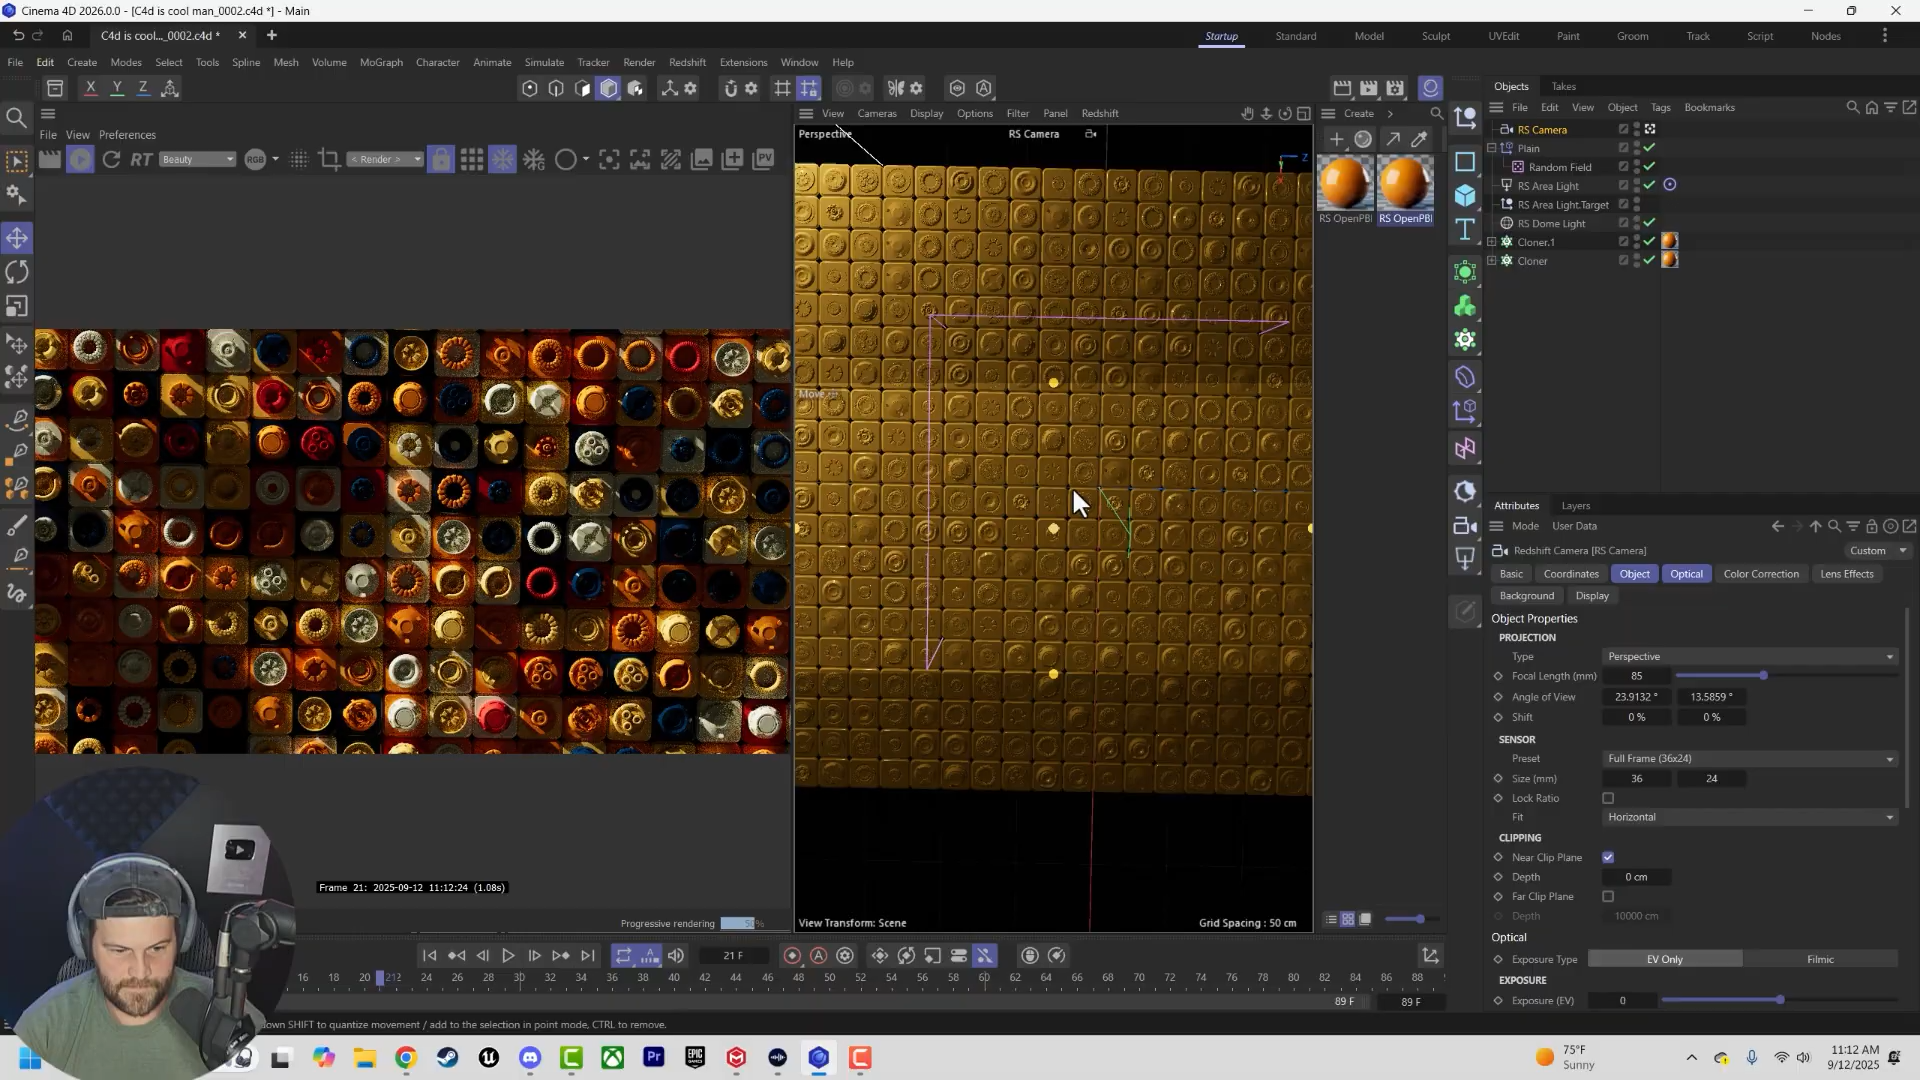 Cinema 4D 2026.0.0 - [C4d is cool man_0002.c4d *] - Main
C4d is cool..._0002.c4d *
Startup Standard Model Sculpt UVEdit Paint Groom Track Script Nodes
File Edit Create Modes Select Tools Spline Mesh Volume MoGraph Character Animate Simulate Tracker Render Redshift Extensions Window Help
X Y Z
Objects Takes
File Edit View Object Tags Bookmarks
File View Preferences
RT Beauty RGB < Render > PV
View Cameras Display Options Filter Panel Redshift
Create
Perspective RS Camera
Z
Move
RS OpenPBI RS OpenPBI
RS Camera
Plain
Random Field
RS Area Light
RS Area Light.Target
RS Dome Light
Cloner.1
Cloner
Attributes Layers
Mode User Data
Redshift Camera [RS Camera] Custom
Basic Coordinates Object Optical Color Correction Lens Effects
Background Display
Object Properties
PROJECTION
Type Perspective
Focal Length (mm) 85
Angle of View 23.9132 ° 13.5859 °
Shift 0 % 0 %
SENSOR
Preset Full Frame (36x24)
Size (mm) 36 24
Lock Ratio
Fit Horizontal
CLIPPING
Near Clip Plane
Depth 0 cm
Far Clip Plane
Depth 10000 cm
Optical
Exposure Type EV Only Filmic
EXPOSURE
Exposure (EV) 0
Frame 21: 2025-09-12 11:12:24 (1.08s)
Progressive rendering 50%
View Transform: Scene Grid Spacing : 50 cm
21 F
16 18 20 212 24 26 28 30 32 34 36 38 40 42 44 46 48 50 52 54 56 58 60 62 64 66 68 70 72 74 76 78 80 82 84 86 88
89 F 89 F
down SHIFT to quantize movement / add to the selection in point mode, CTRL to remove.
Pr
EPIC GAMES
75°F
Sunny
11:12 AM
9/12/2025